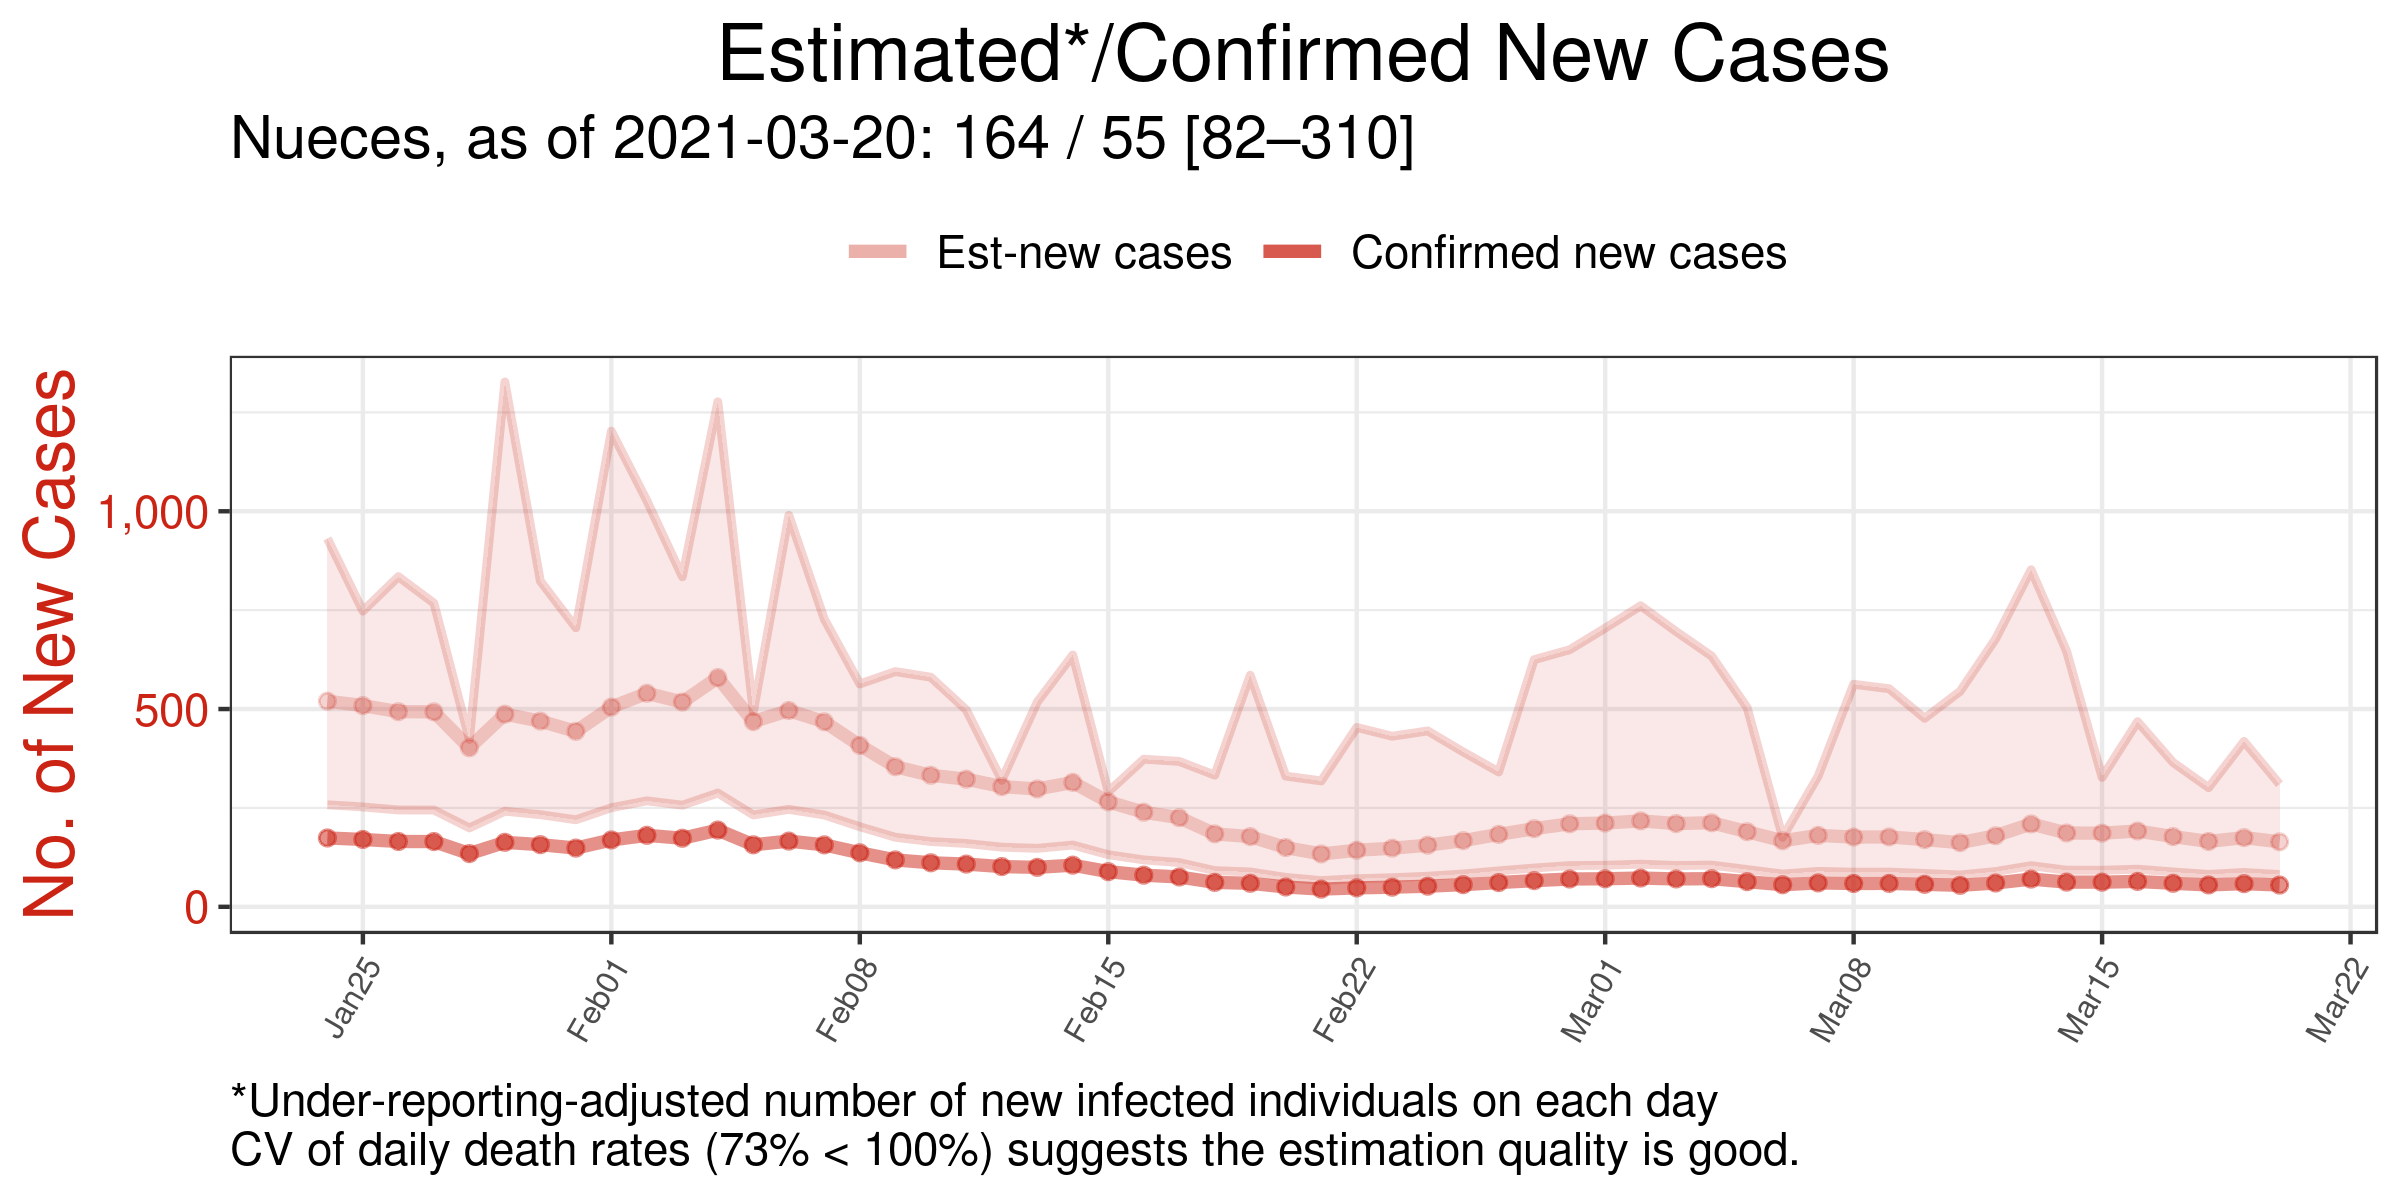 Estimated*/Confirmed New Cases
Nueces, as of 2021-03-20: 164 / 55 [82–310]
Est-new cases
Confirmed new cases
No. of New Cases
1,000
500
0
Jan25
Feb01
Feb08
Feb15
Feb22
Mar01
Mar08
Mar15
Mar22
*Under-reporting-adjusted number of new infected individuals on each day
CV of daily death rates (73% < 100%) suggests the estimation quality is good.